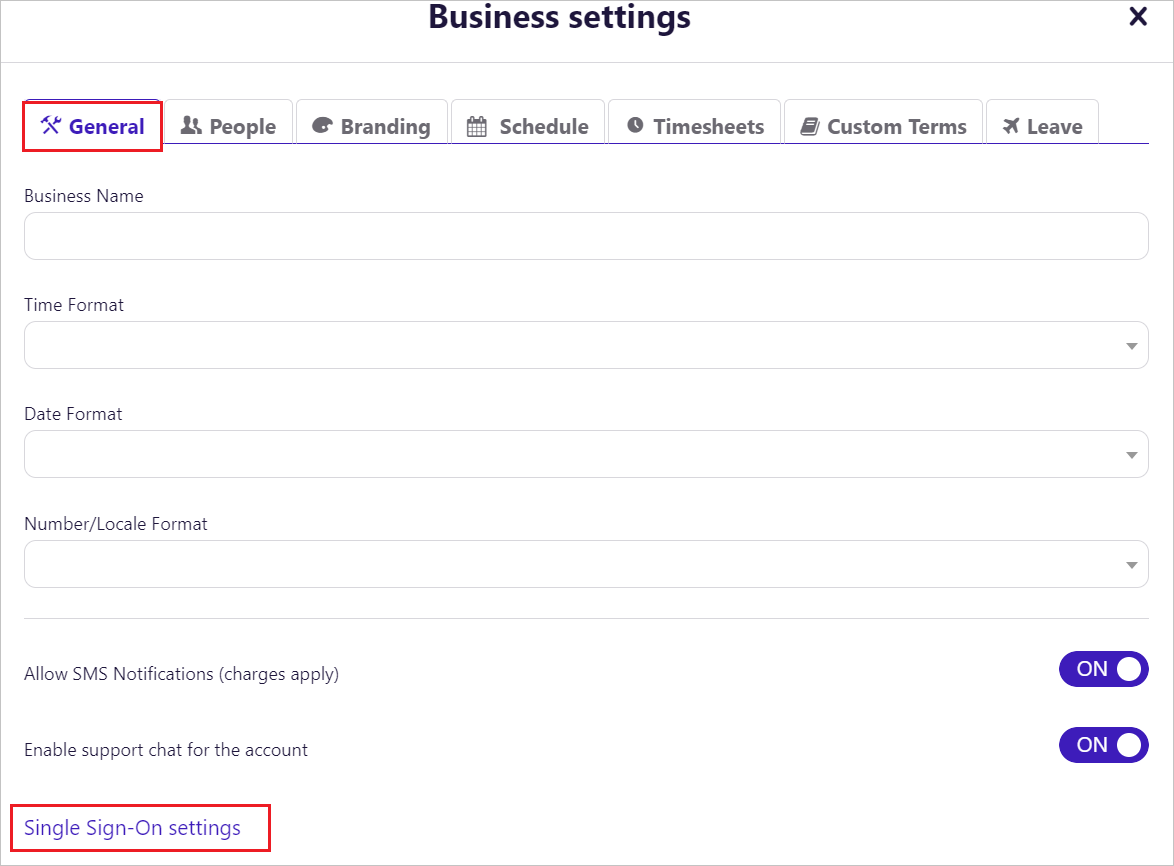 Business settings
General People Branding Schedule Timesheets Custom Terms Leave
Business Name
Time Format
Date Format
Number/Locale Format
Allow SMS Notifications (charges apply) ON
Enable support chat for the account ON
Single Sign-On settings